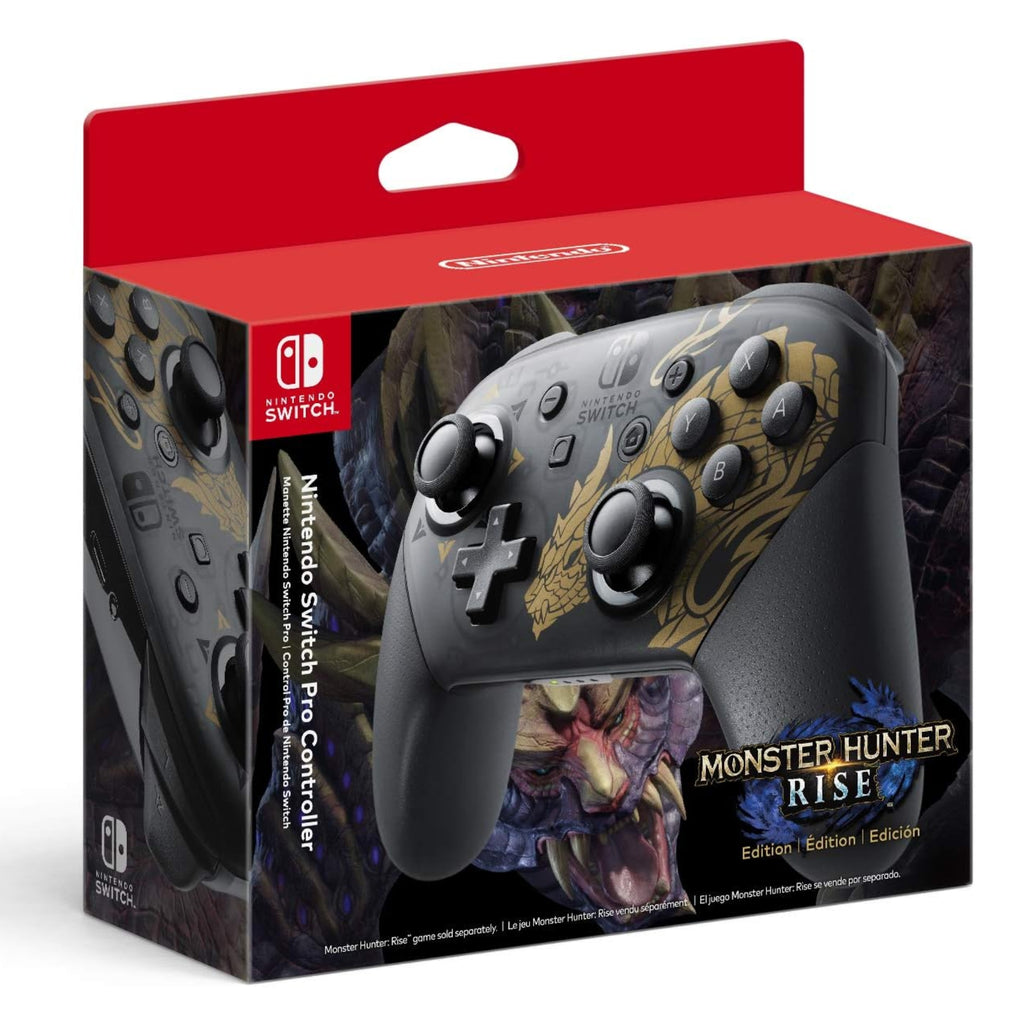 Nintendo
NINTENDO
SWITCH™
Nintendo Switch Pro Controller
Manette Nintendo Switch Pro | Control Pro de Nintendo Switch
NINTENDO
SWITCH
X
Y
A
B
MONSTER HUNTER
RISE
Edition | Édition | Edición
Monster Hunter: Rise™ game sold separately. | Le jeu Monster Hunter: Rise vendu séparément. | El juego Monster Hunter: Rise se vende por separado.
X
NINTENDO
SWITCH™